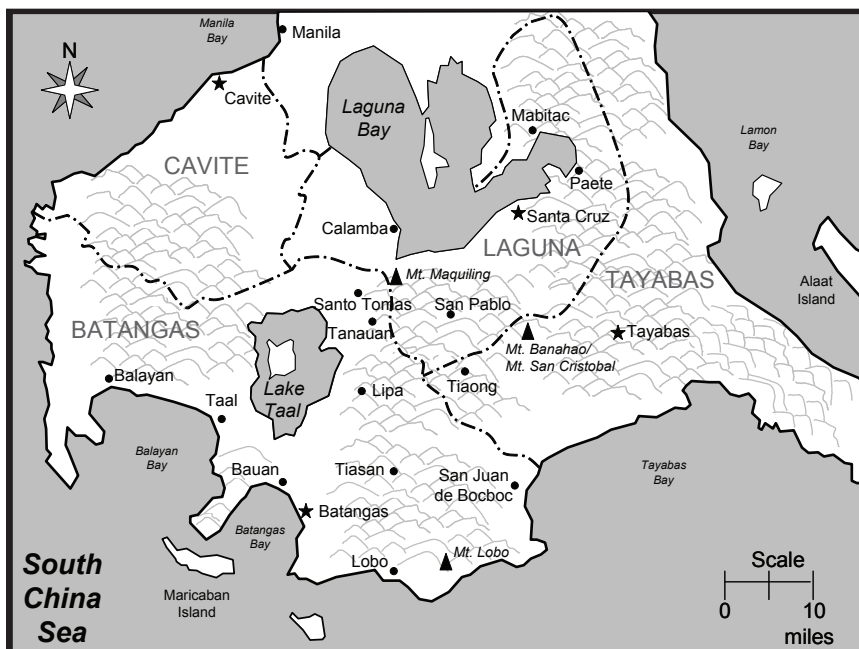 Manila
Bay
Manila
N
Cavite
Laguna
Bay
Mabitac
Lamon
Bay
CAVITE
Paete
Santa Cruz
Calamba
LAGUNA
Mt. Maquiling
TAYABAS
Alaat
Island
Santo Tomas
San Pablo
BATANGAS
Tanauan
Tayabas
Mt. Banahao/
Mt. San Cristobal
Balayan
Lake
Taal
Lipa
Tiaong
Taal
Balayan
Bay
Bauan
Tiasan
San Juan
de Bocboc
Tayabas
Bay
Batangas
Batangas
Bay
South
China
Sea
Maricaban
Island
Lobo
Mt. Lobo
Scale
0 10
miles